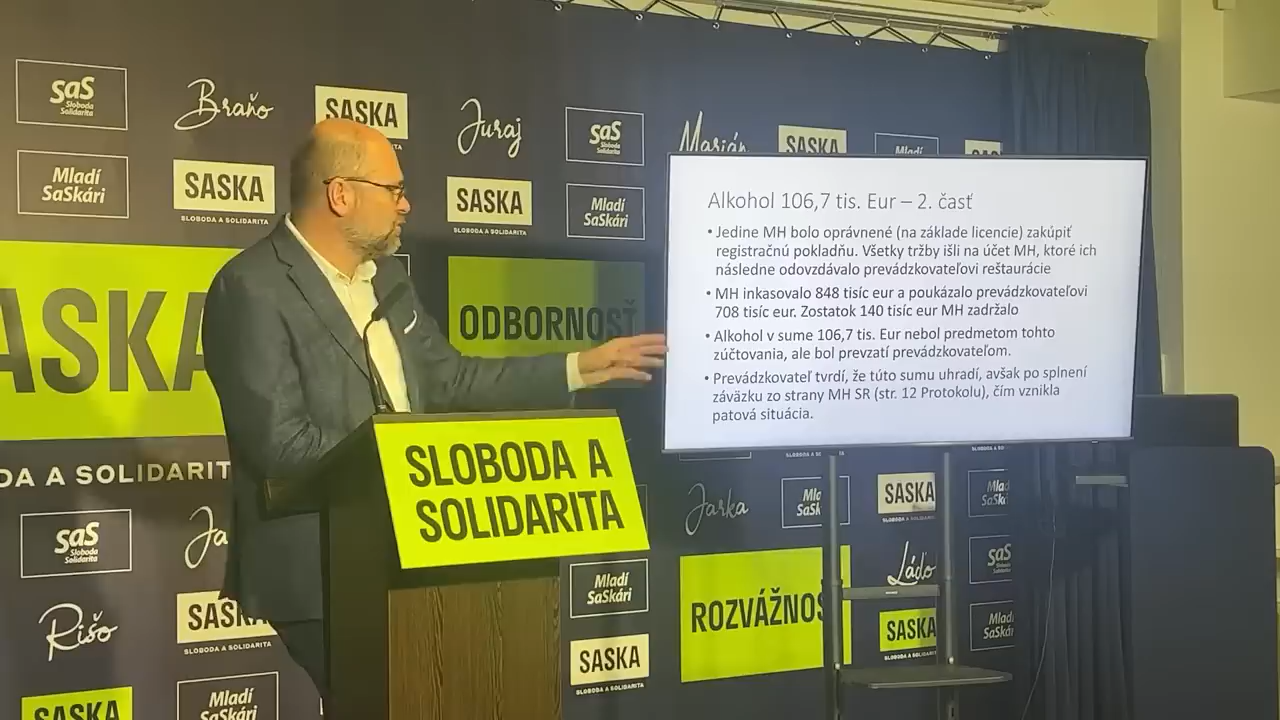 saS
Sloboda
Solidarita
Braňo
SASKA
Juraj
saS
Sloboda
Solidarita
Marián
SASKA
Mladí
Mladí
SaSkári
SASKA
SLOBODA A SOLIDARITA
SASKA
SLOBODA A SOLIDARITA
Mladí
SaSkári
Alkohol 106,7 tis. Eur – 2. časť
• Jedine MH bolo oprávnené (na základe licencie) zakúpiť
registračnú pokladňu. Všetky tržby išli na účet MH, ktoré ich
následne odovzdávalo prevádzkovateľovi reštaurácie
• MH inkasovalo 848 tisíc eur a poukázalo prevádzkovateľovi
708 tisíc eur. Zostatok 140 tisíc eur MH zadržalo
• Alkohol v sume 106,7 tis. Eur nebol predmetom tohto
zúčtovania, ale bol prevzatí prevádzkovateľom.
• Prevádzkovateľ tvrdí, že túto sumu uhradí, avšak po splnení
záväzku zo strany MH SR (str. 12 Protokolu), čím vznikla
patová situácia.
ASKA
ODBORNOSŤ
DA A SOLIDARIT
SLOBODA A
SOLIDARITA
saS
Sloboda
Solidarita
Ja
Jarka
SASKA
SLOBODA A SOLIDARITA
Mlad
SaSk
Rišo
SASKA
SLOBODA A SOLIDARITA
Mladí
SaSkári
ROZVÁŽNOS
Láďo
saS
Sloboda
Solidarita
SASKA
SLOBODA A SOLIDARITA
SASKA
SLOBODA A SOLIDARITA
Mladí
SaSkári
SASKA
Mladí
SaSkári